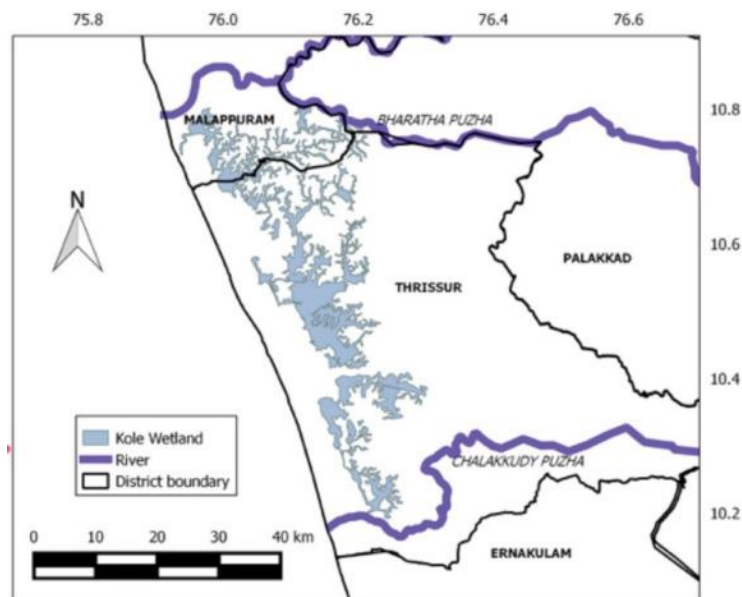 75.8 76.0 76.2 76.4 76.6
10.8
MALAPPURAM
BHARATHA PUZHA
N
10.6
PALAKKAD
THRISSUR
10.4
Kole Wetland
River
District boundary
CHALAKKUDY PUZHA
10.2
0 10 20 30 40 km
ERNAKULAM